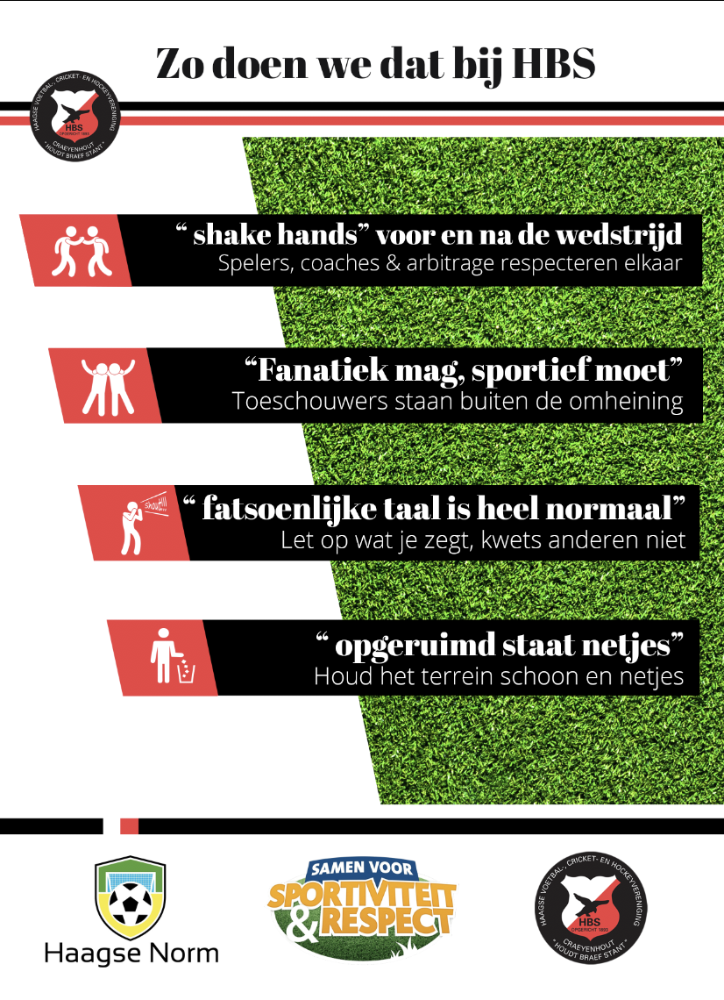 Zo doen we dat bij HBS
HAAGSE VOETBAL-, CRICKET- EN HOCKEYVERENIGING
HBS
OPGERICHT 1893
CRAEYENHOUT
" HOUDT BRAEF STANT "
“ shake hands” voor en na de wedstrijd
Spelers, coaches & arbitrage respecteren elkaar
“Fanatiek mag, sportief moet”
Toeschouwers staan buiten de omheining
shout!!!
“ fatsoenlijke taal is heel normaal”
Let op wat je zegt, kwets anderen niet
“ opgeruimd staat netjes”
Houd het terrein schoon en netjes
Haagse Norm
SAMEN VOOR
SPORTIVITEIT
& RESPECT
HAAGSE VOETBAL-, CRICKET- EN HOCKEYVERENIGING
HBS
OPGERICHT 1893
CRAEYENHOUT
" HOUDT BRAEF STANT "